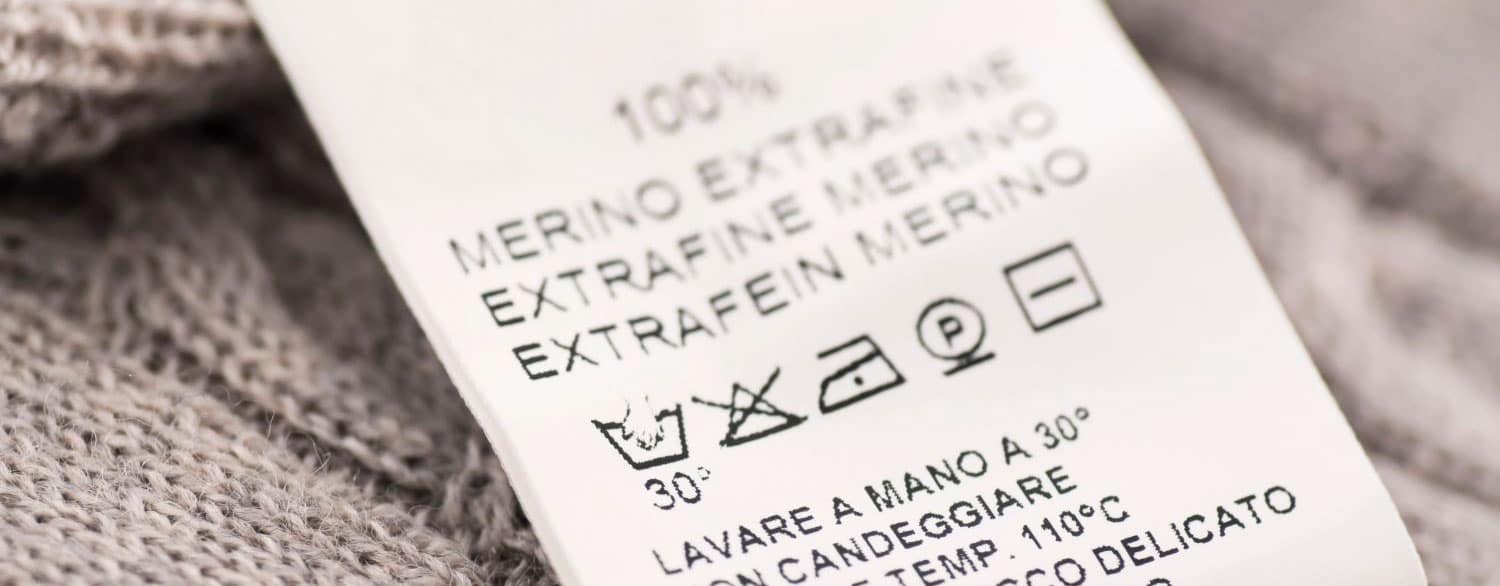 100%
MERINO EXTRAFINE
EXTRAFINE MERINO
EXTRAFEIN MERINO
P
30°
LAVARE A MANO A 30°
CANDEGGIARE
TEMP. 110°C
DELICATO